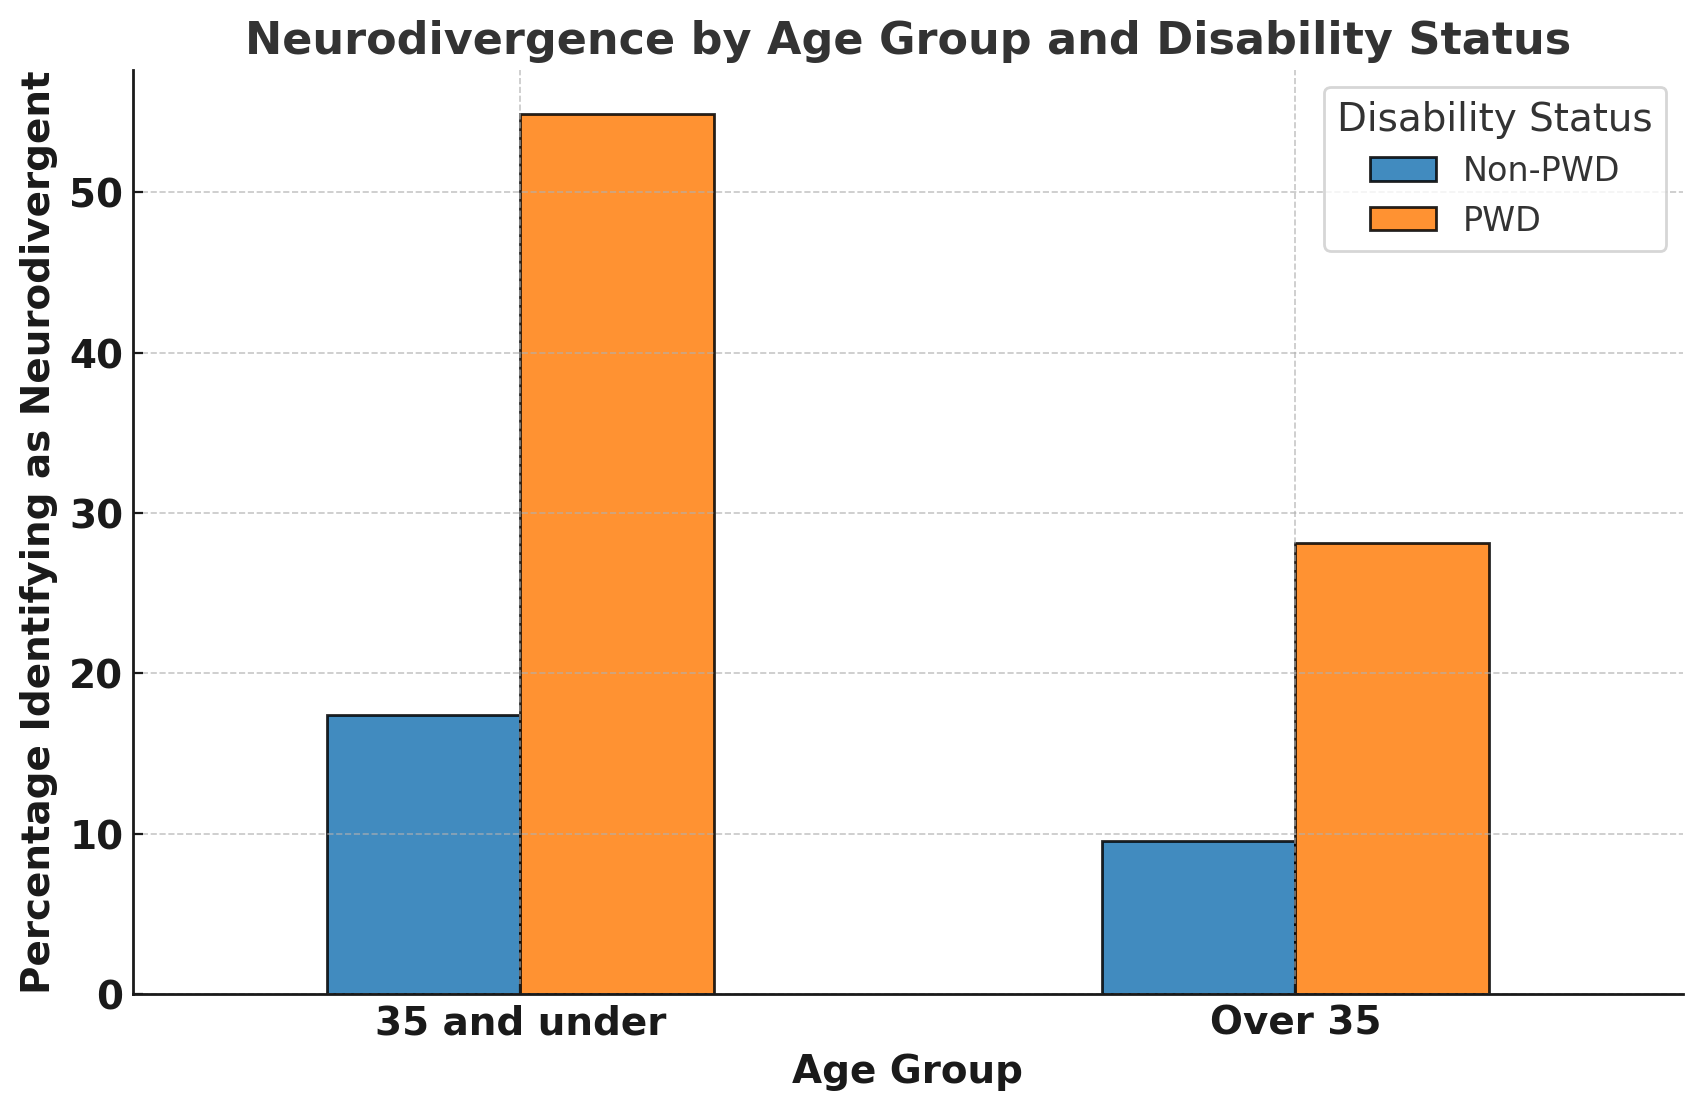 Neurodivergence by Age Group and Disability Status
Percentage Identifying as Neurodivergent
50
40
30
20
10
0
Disability Status
Non-PWD
PWD
35 and under
Over 35
Age Group